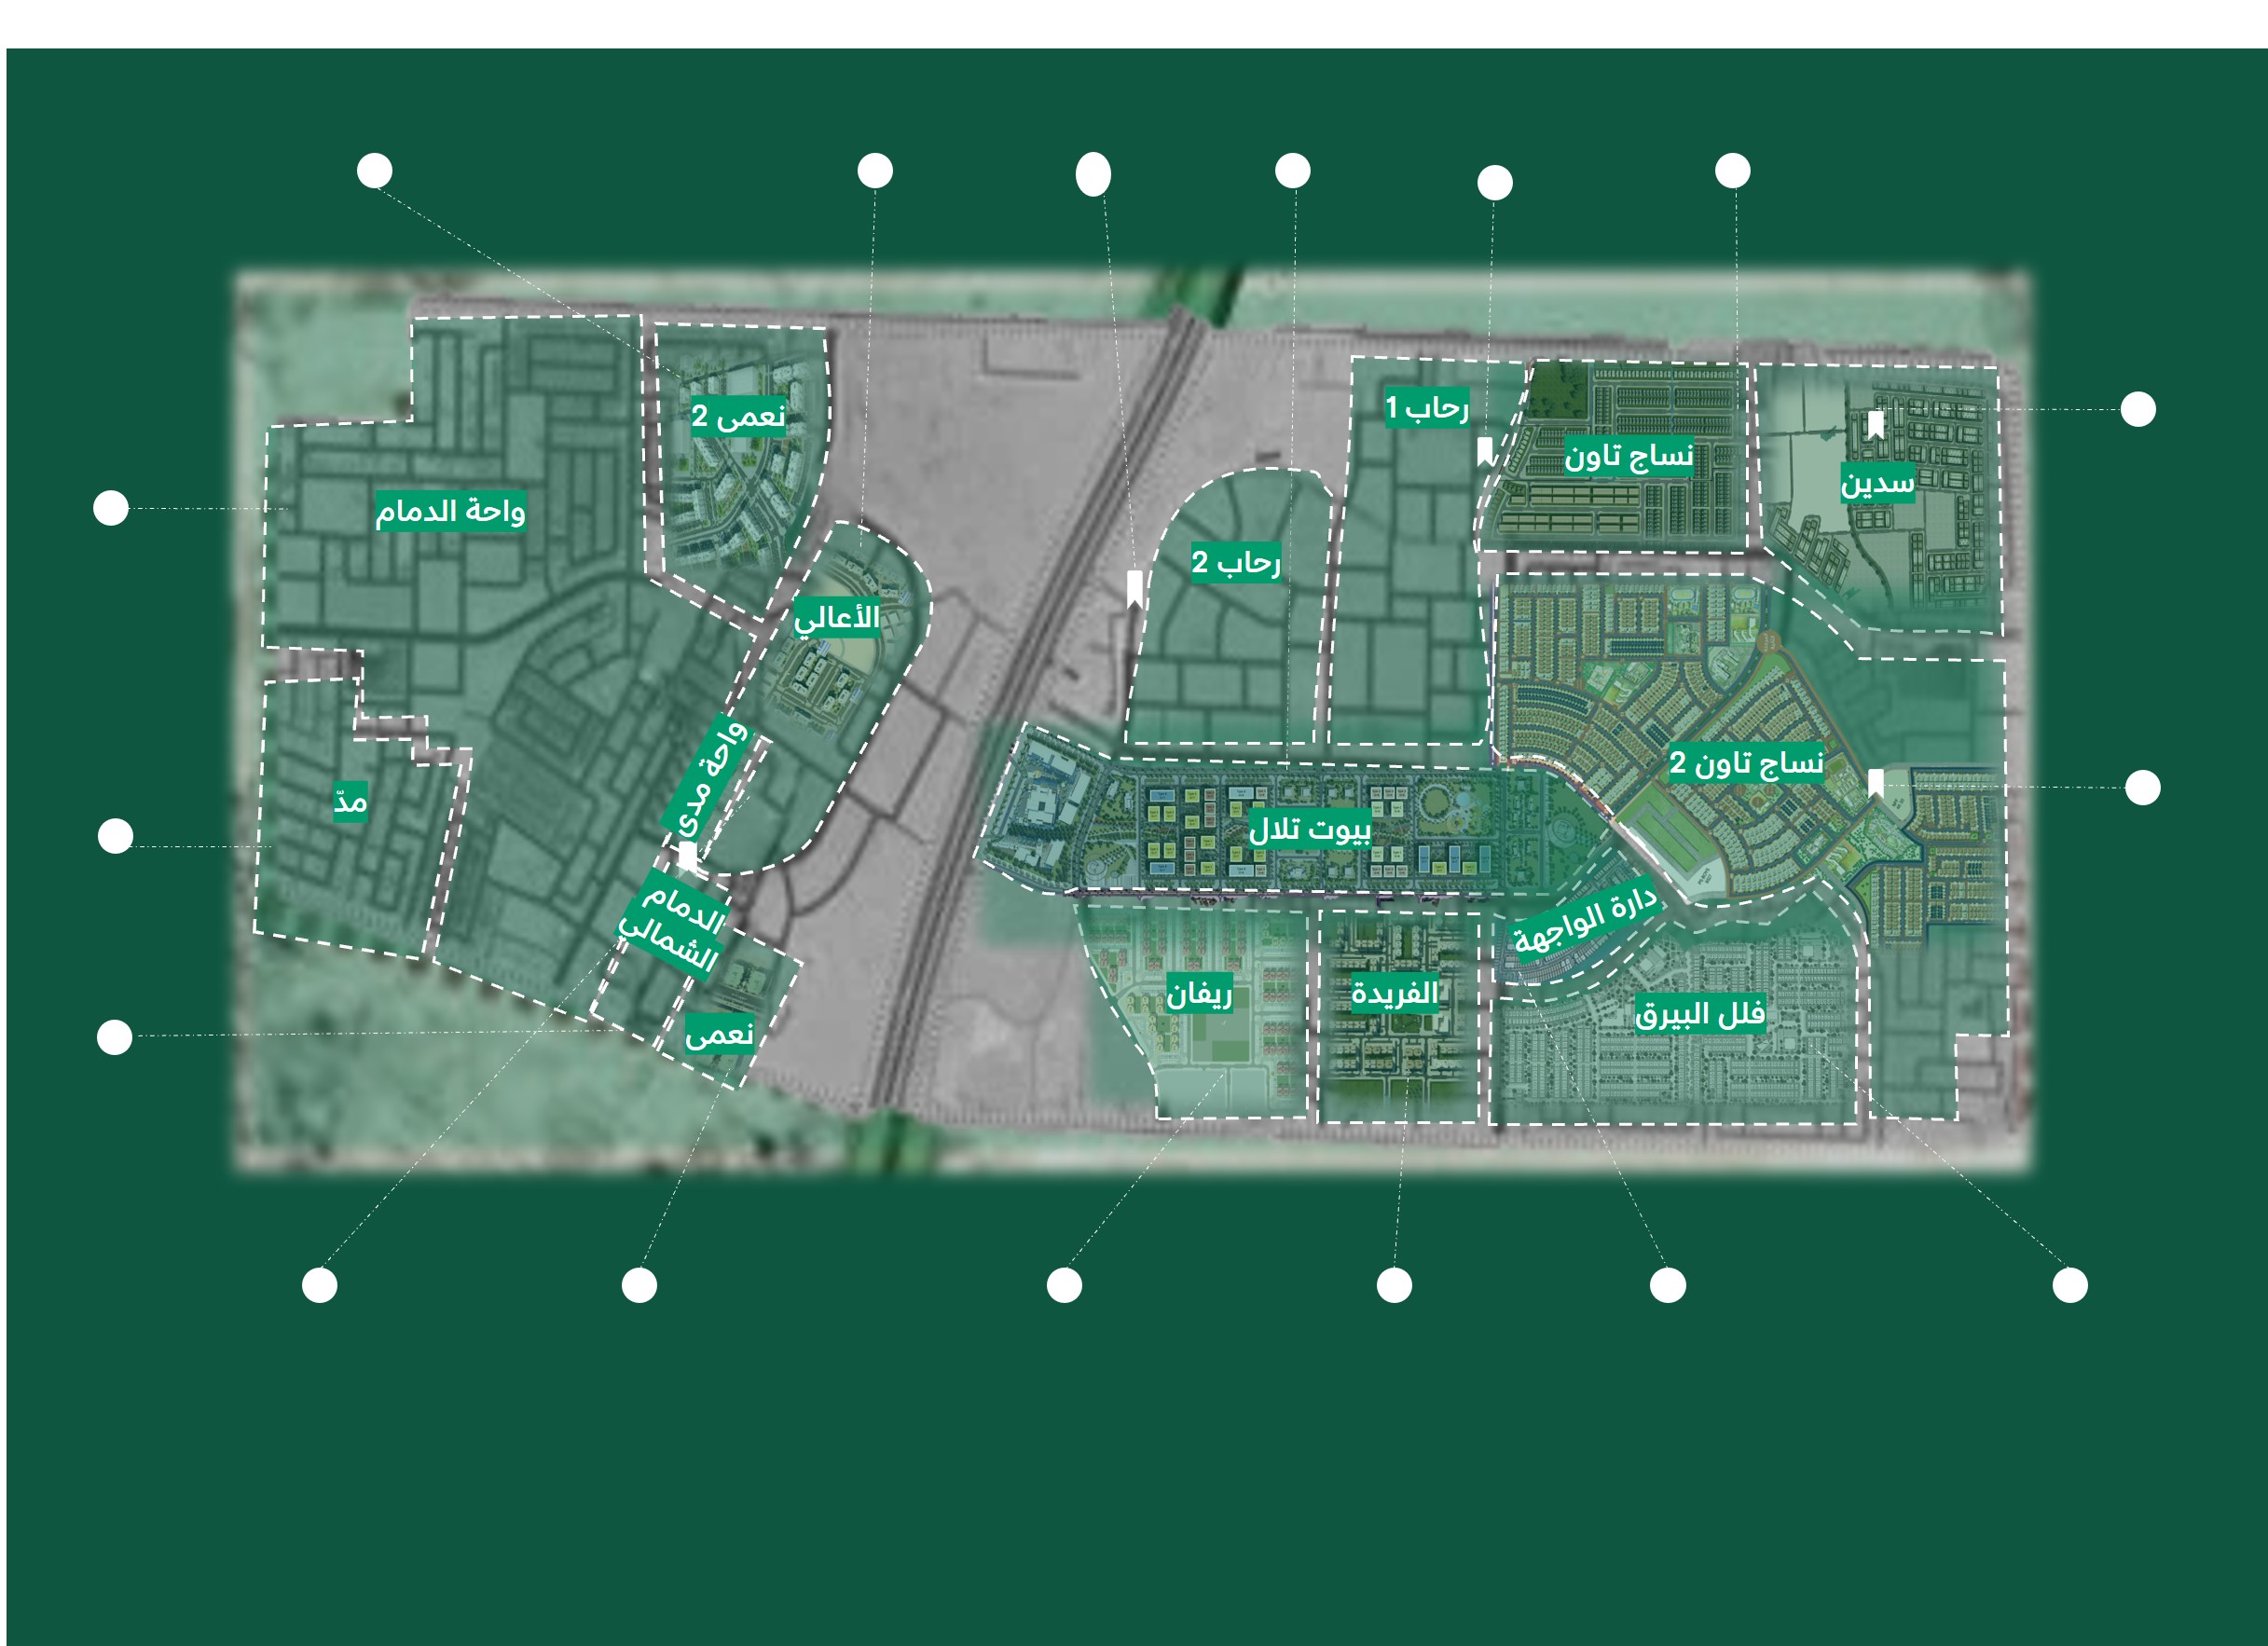 رحاب 1
نعمى 2
نساج تاون
سدين
واحة الدمام
رحاب 2
الأعالي
نساج تاون 2
واحة مدى
مدّ
بيوت تلال
الدمام
الشمالي
دارة الواجهة
ريفان
الفريدة
فلل البيرق
نعمى